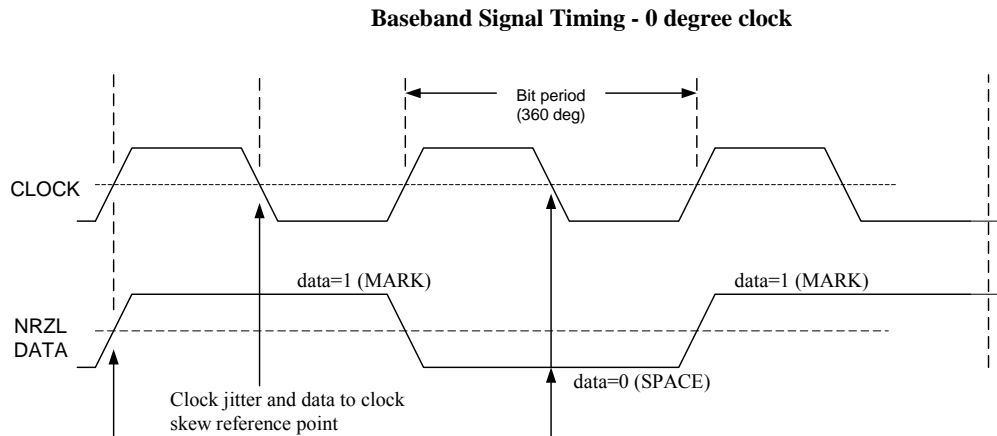 Baseband Signal Timing - 0 degree clock
Bit period
(360 deg)
CLOCK
data=1 (MARK)
data=1 (MARK)
NRZL
DATA
data=0 (SPACE)
Clock jitter and data to clock
skew reference point